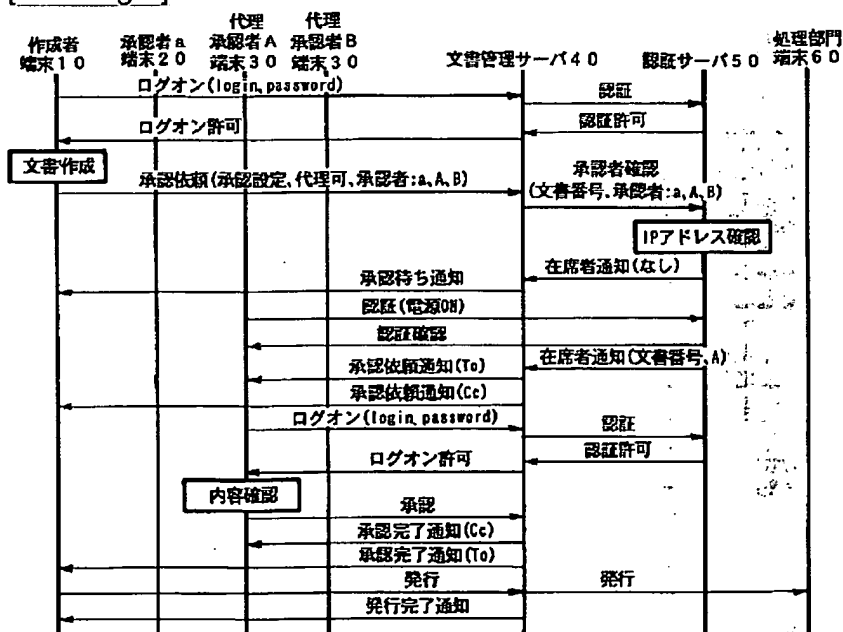 代理 代理
作成者 承認者a 承認者A 承認者B 処理部門
端末10 端末20 端末30 端末30 文書管理サーバ40 認証サーバ50 端末60
ログオン(login,password)
認証
認証許可
ログオン許可
文書作成
承認依頼(承認設定、代理可、承認者:a、A、B)
承認者確認
(文書番号、承認者:a、A、B)
IPアドレス確認
在席者通知(なし)
承認待ち通知
認証(電源ON)
認証確認
在席者通知(文書番号、A)
承認依頼通知(To)
承認依頼通知(Cc)
ログオン(login,password)
認証
認証許可
ログオン許可
内容確認
承認
承認完了通知(Cc)
承認完了通知(To)
発行 発行
発行完了通知